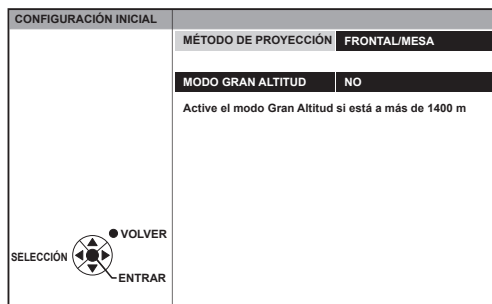 CONFIGURACIÓN INICIAL
MÉTODO DE PROYECCIÓN FRONTAL/MESA
MODO GRAN ALTITUD NO
Active el modo Gran Altitud si está a más de 1400 m
VOLVER
SELECCIÓN
ENTRAR